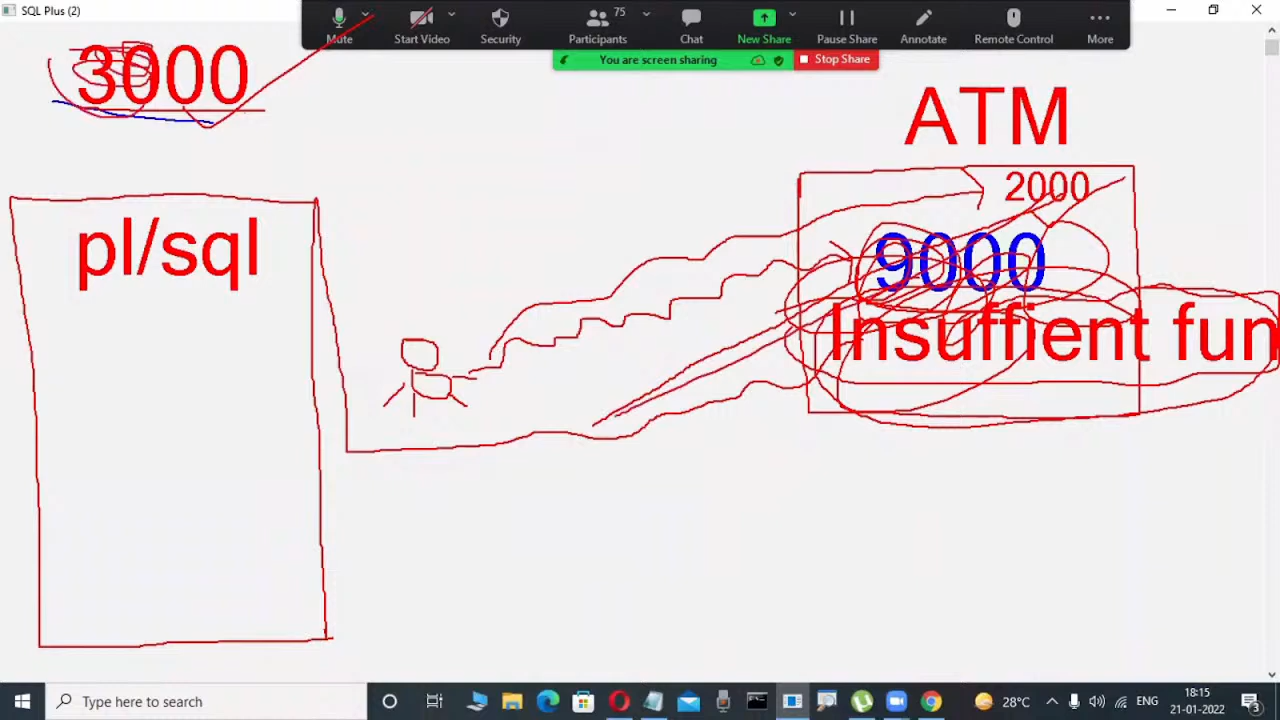 SQL Plus (2)
75
Mute
Start Video
Security
Participants
Chat
New Share
Pause Share
Annotate
Remote Control
More
You are screen sharing
Stop Share
3000
ATM
2000
pl/sql
9000
Insuffient fun
Type here to search
28°C
ENG
18:15
21-01-2022
3